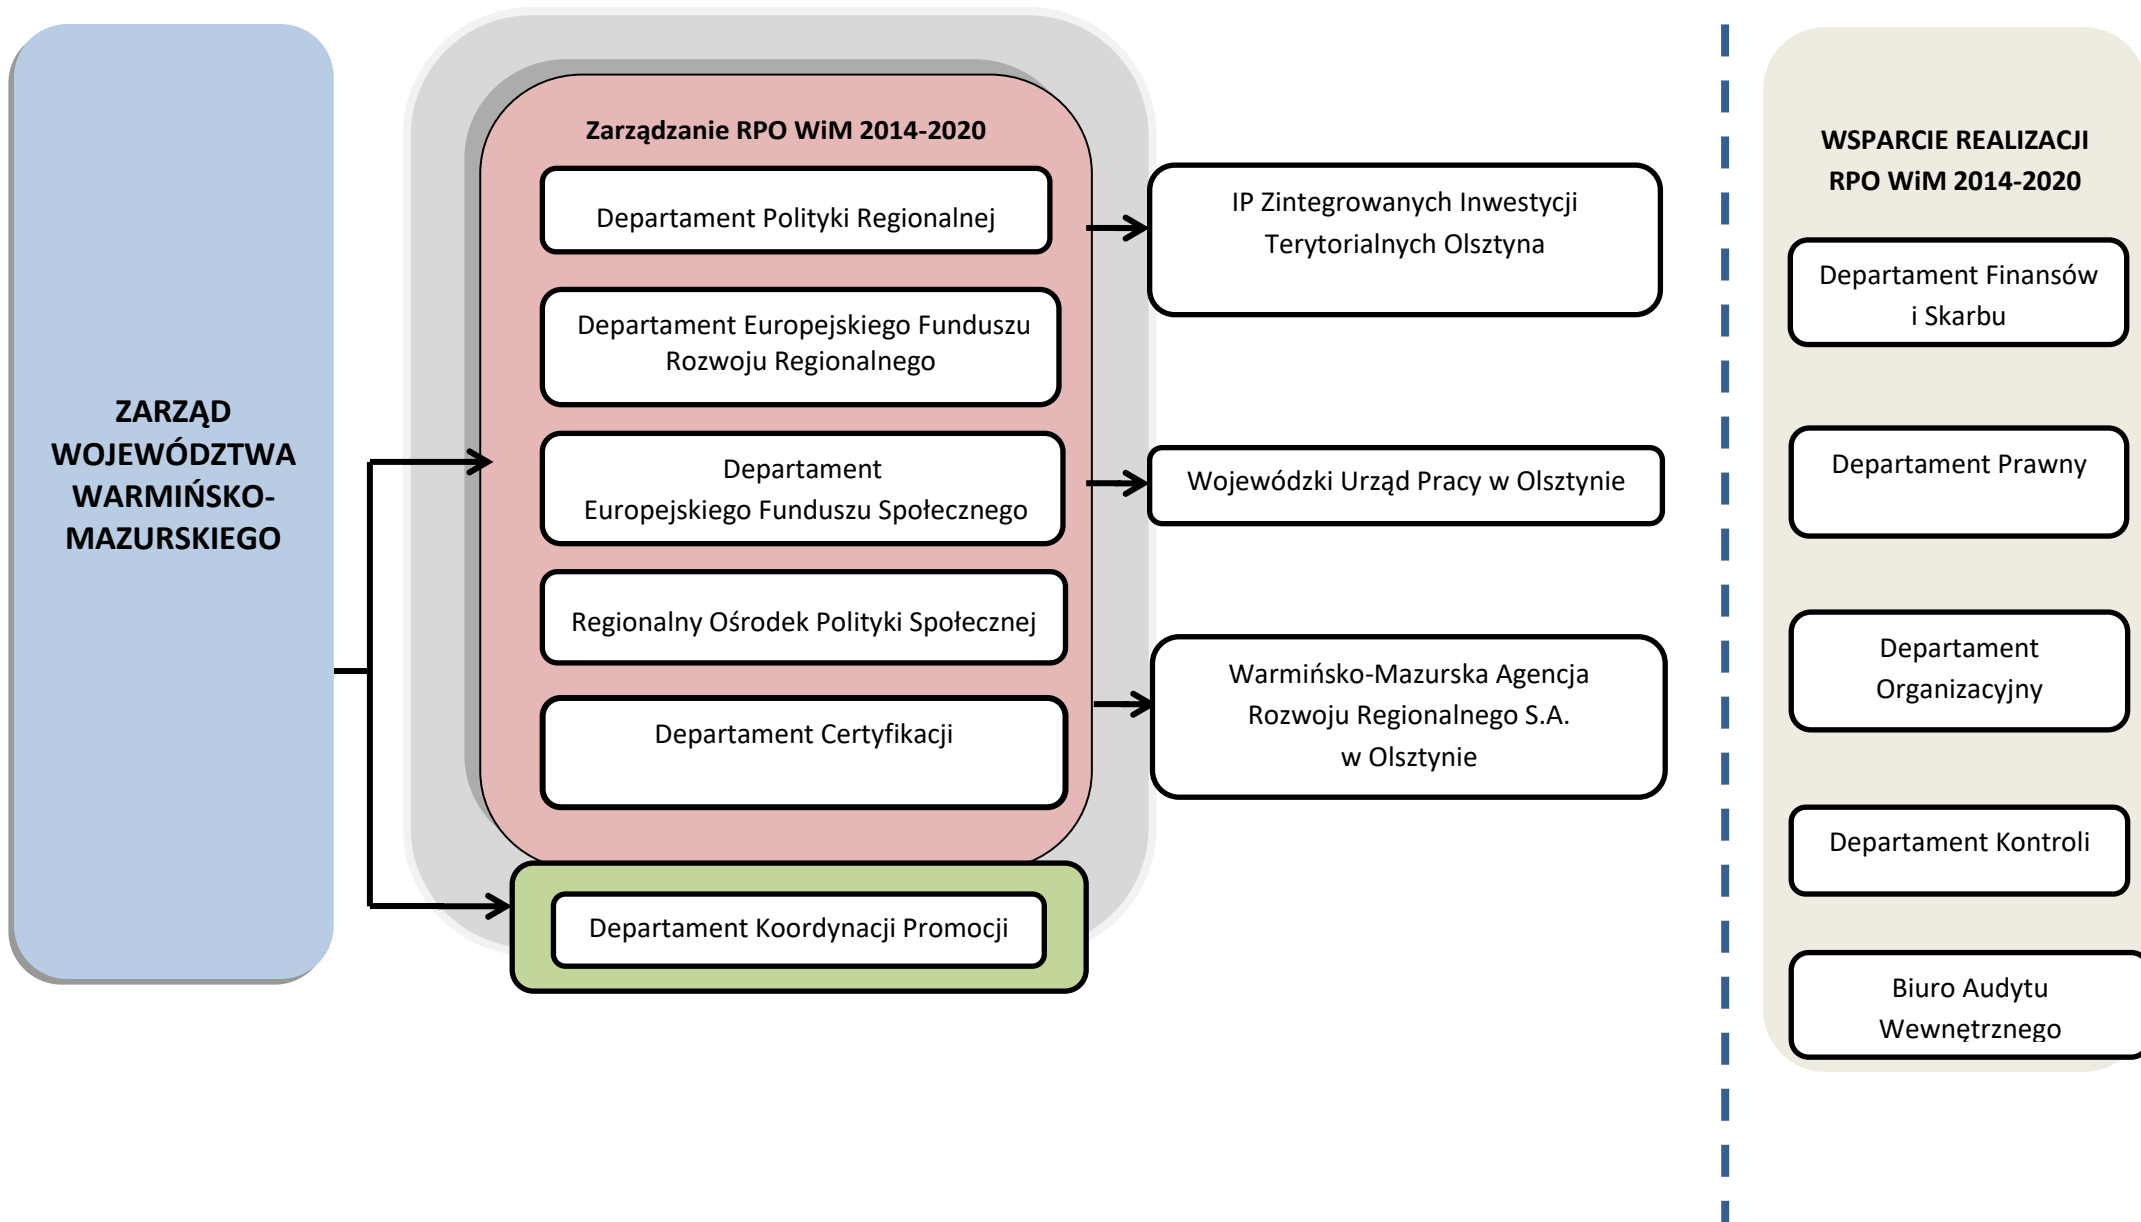 ZARZĄD
WOJEWÓDZTWA
WARMIŃSKO-
MAZURSKIEGO
Zarządzanie RPO WiM 2014-2020
Departament Polityki Regionalnej
Departament Europejskiego Funduszu
Rozwoju Regionalnego
Departament
Europejskiego Funduszu Społecznego
Regionalny Ośrodek Polityki Społecznej
Departament Certyfikacji
Departament Koordynacji Promocji
IP Zintegrowanych Inwestycji
Terytorialnych Olsztyna
Wojewódzki Urząd Pracy w Olsztynie
Warmińsko-Mazurska Agencja
Rozwoju Regionalnego S.A.
w Olsztynie
WSPARCIE REALIZACJI
RPO WiM 2014-2020
Departament Finansów
i Skarbu
Departament Prawny
Departament
Organizacyjny
Departament Kontroli
Biuro Audytu
Wewnętrznego